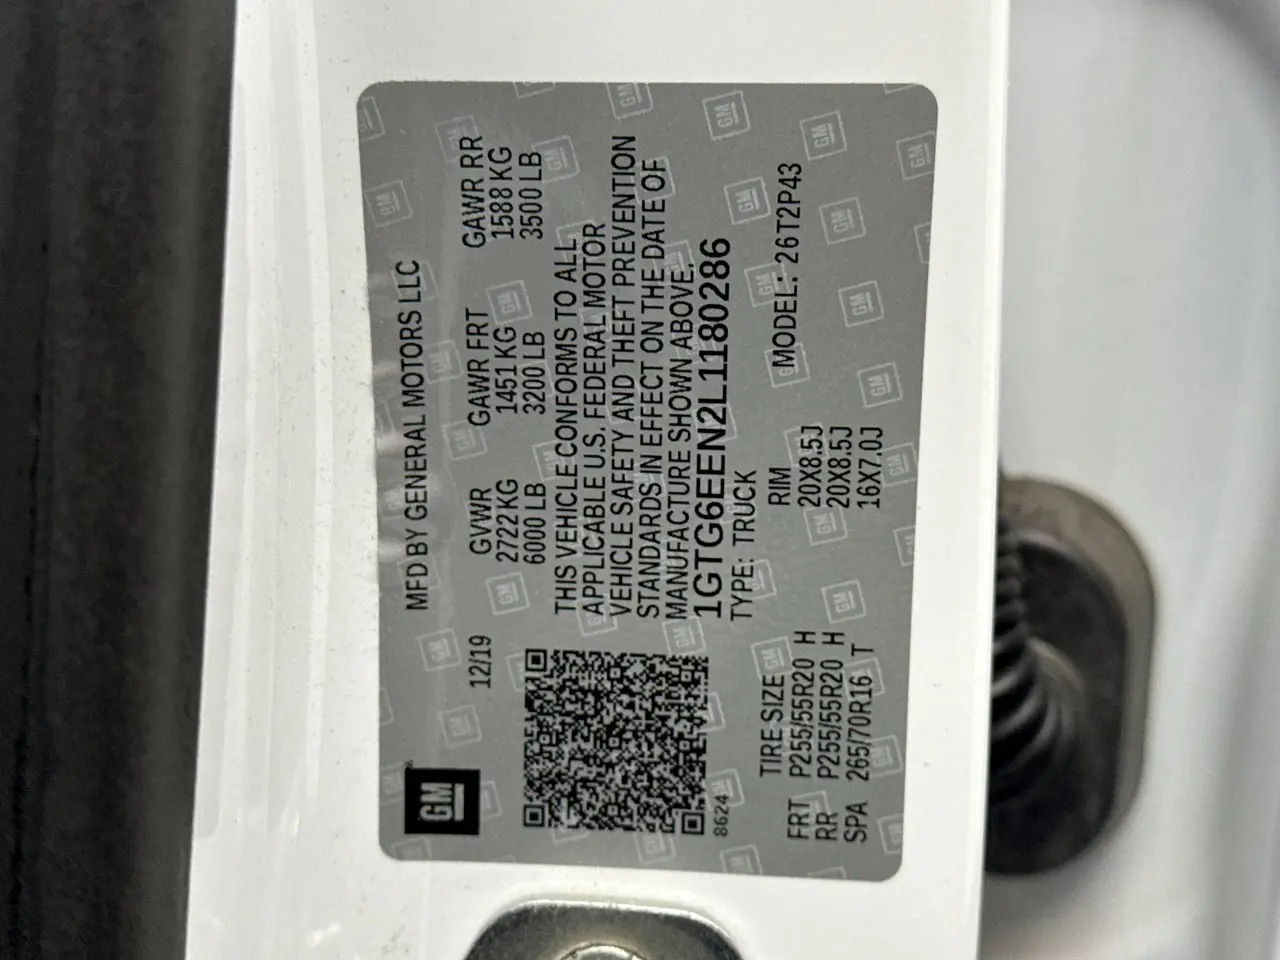 GM
MFD BY GENERAL MOTORS LLC
12/19
GVWR GAWR FRT GAWR RR
2722 KG 1451 KG 1588 KG
6000 LB 3200 LB 3500 LB
THIS VEHICLE CONFORMS TO ALL
APPLICABLE U.S. FEDERAL MOTOR
VEHICLE SAFETY AND THEFT PREVENTION
STANDARDS IN EFFECT ON THE DATE OF
MANUFACTURE SHOWN ABOVE.
1GTG6EEN2L1180286
8624
TYPE: TRUCK
MODEL: 26T2P43
TIRE SIZE RIM
FRT P255/55R20 H 20X8.5J
RR P255/55R20 H 20X8.5J
SPA 265/70R16 T 16X7.0J